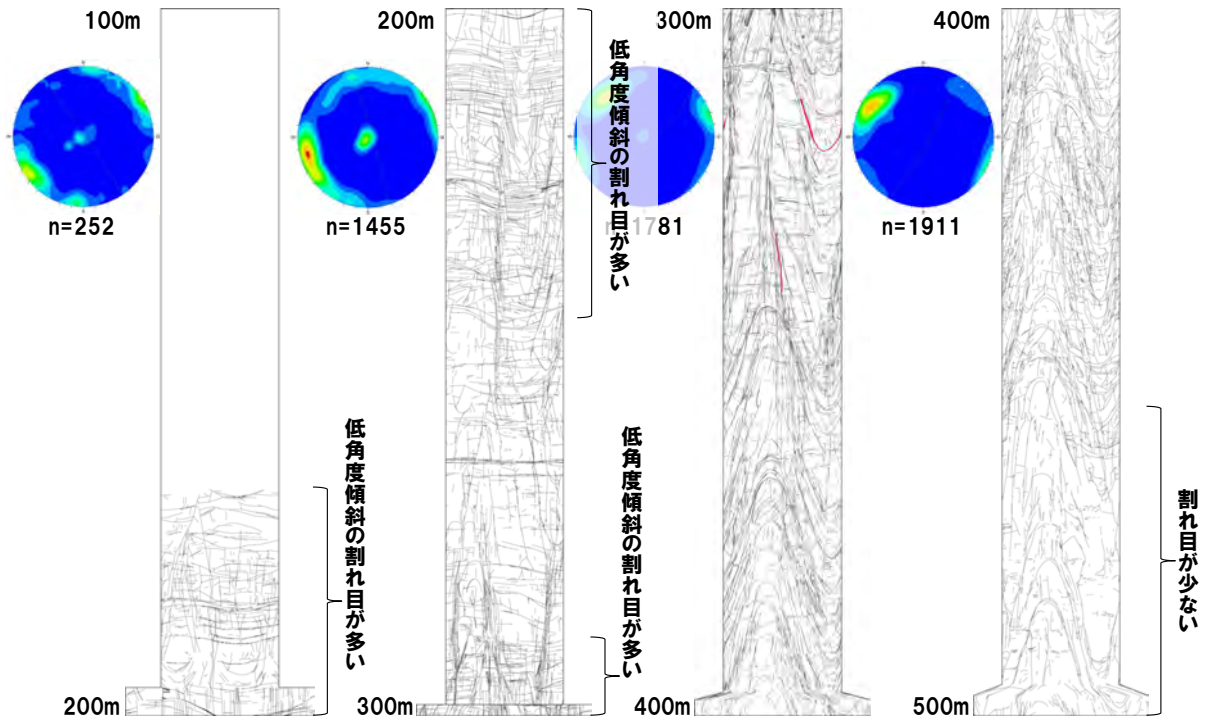 100m
200m
300m
400m
n=252
n=1455
n=1781
n=1911
低角度傾斜の割れ目が多い
低角度傾斜の割れ目が多い
低角度傾斜の割れ目が多い
割れ目が少ない
200m
300m
400m
500m